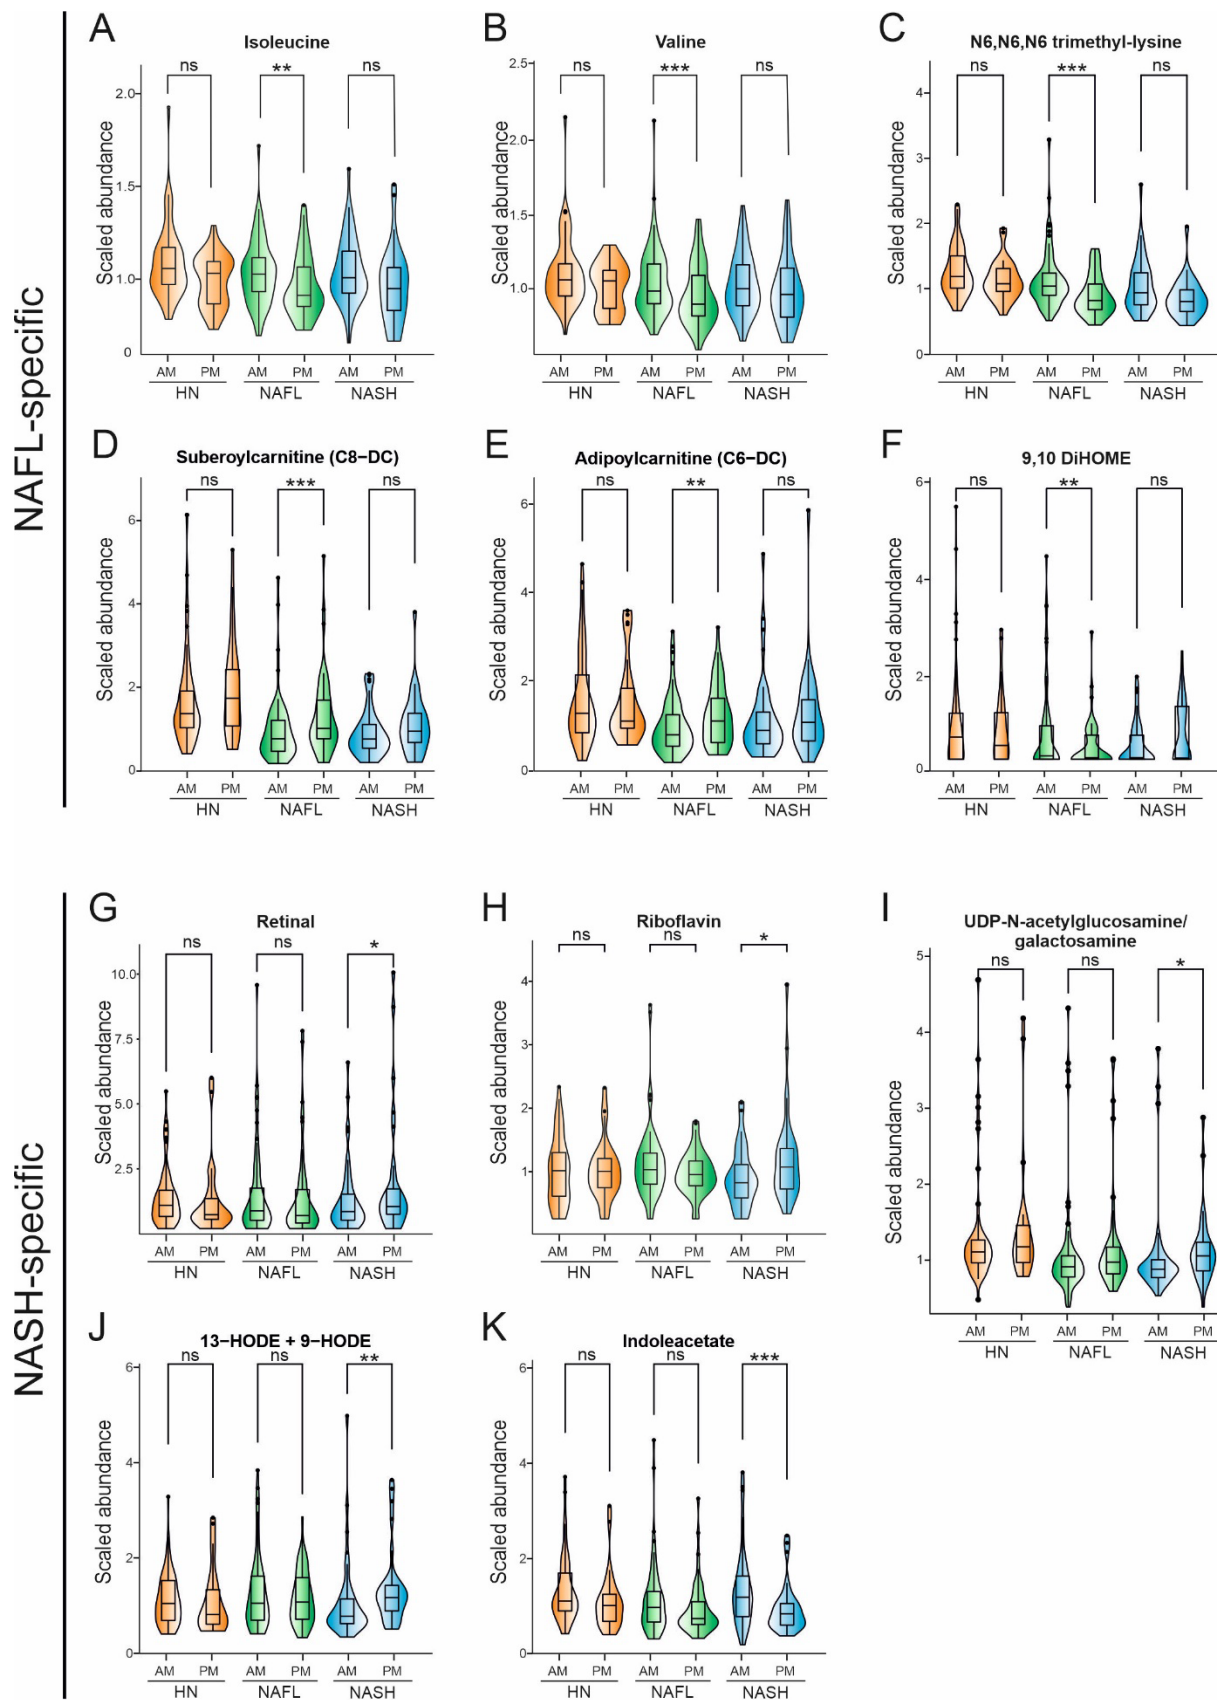 NAFL-specific
A
Isoleucine
ns
**
ns
Scaled abundance
2.0
1.5
1.0
0
AM PM AM PM AM PM
HN NAFL NASH
B
Valine
ns
***
ns
Scaled abundance
2.5
2.0
1.5
1.0
0
AM PM AM PM AM PM
HN NAFL NASH
C
N6,N6,N6 trimethyl-lysine
ns
***
ns
Scaled abundance
4
3
2
1
0
AM PM AM PM AM PM
HN NAFL NASH
D
Suberoylcarnitine (C8−DC)
ns
***
ns
Scaled abundance
6
4
2
0
AM PM AM PM AM PM
HN NAFL NASH
E
Adipoylcarnitine (C6−DC)
ns
**
ns
Scaled abundance
6
4
2
0
AM PM AM PM AM PM
HN NAFL NASH
F
9,10 DiHOME
ns
**
ns
Scaled abundance
6
4
2
0
AM PM AM PM AM PM
HN NAFL NASH
NASH-specific
G
Retinal
ns
ns
*
Scaled abundance
10.0
7.5
5.0
2.5
0
AM PM AM PM AM PM
HN NAFL NASH
H
Riboflavin
ns
ns
*
Scaled abundance
4
3
2
1
0
AM PM AM PM AM PM
HN NAFL NASH
I
UDP-N-acetylglucosamine/
galactosamine
ns
ns
*
Scaled abundance
5
4
3
2
1
0
AM PM AM PM AM PM
HN NAFL NASH
J
13−HODE + 9−HODE
ns
ns
**
Scaled abundance
6
4
2
0
AM PM AM PM AM PM
HN NAFL NASH
K
Indoleacetate
ns
ns
***
Scaled abundance
6
4
2
0
AM PM AM PM AM PM
HN NAFL NASH